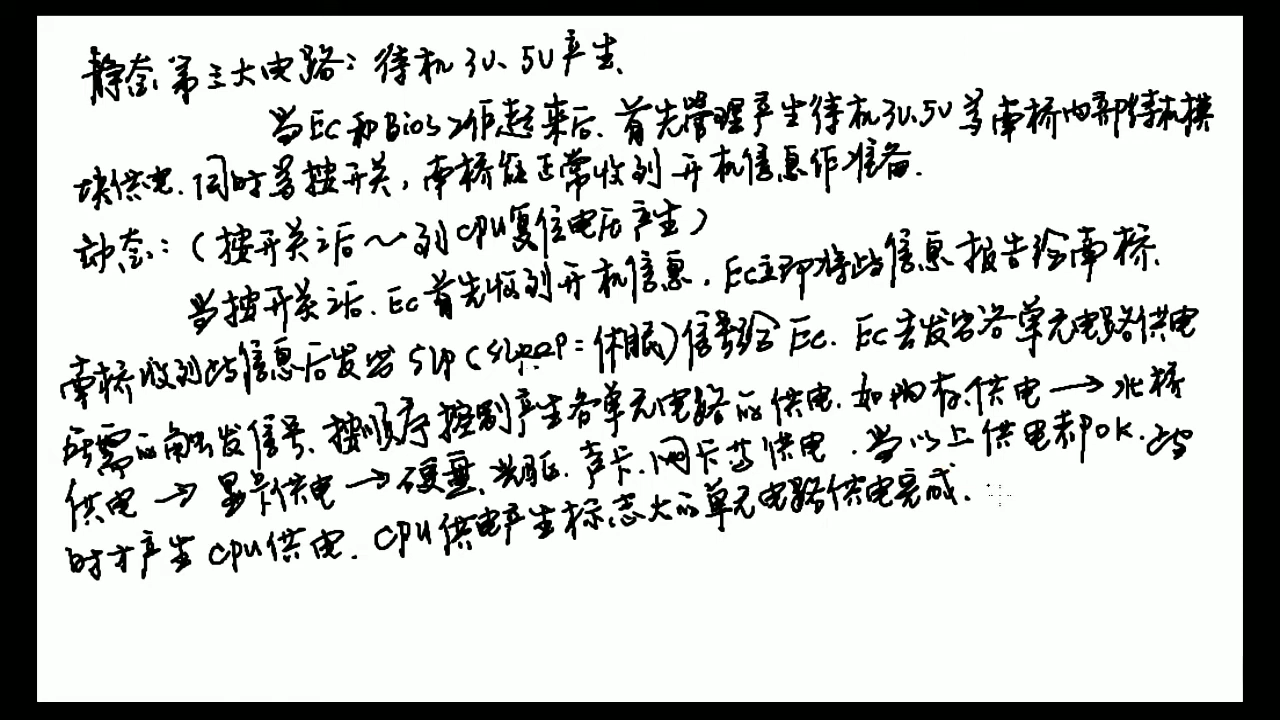 静态第三大电路：待机3V、5V产生、
当EC和Bios工作起来后、首先管理产生待机3V、5V为南桥内部待机模
块供电、同时为按开关，南桥能正常收到开机信息作准备.
动态：（按开关之后～到CPU复位电压产生）
当按开关之后、EC首先收到开机信息，EC立即将此信息报告给南桥、
南桥收到此信息后发出SLP（sleep=休眠）信号给EC、EC去发出各单元电路供电
所需的触发信号、按顺序控制产生各单元电路的供电、如内存供电→北桥
供电→显卡供电→硬盘、光驱、声卡、网卡等供电、当以上供电都OK、此
时才产生CPU供电. CPU供电产生标志大的单元电路供电完成、